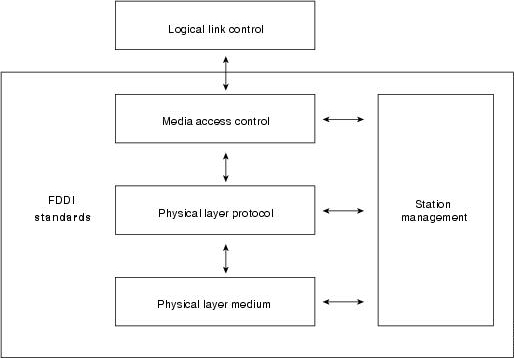 Logical link control
Media access control
FDDI
standards
Physical layer protocol
Station
management
Physical layer medium